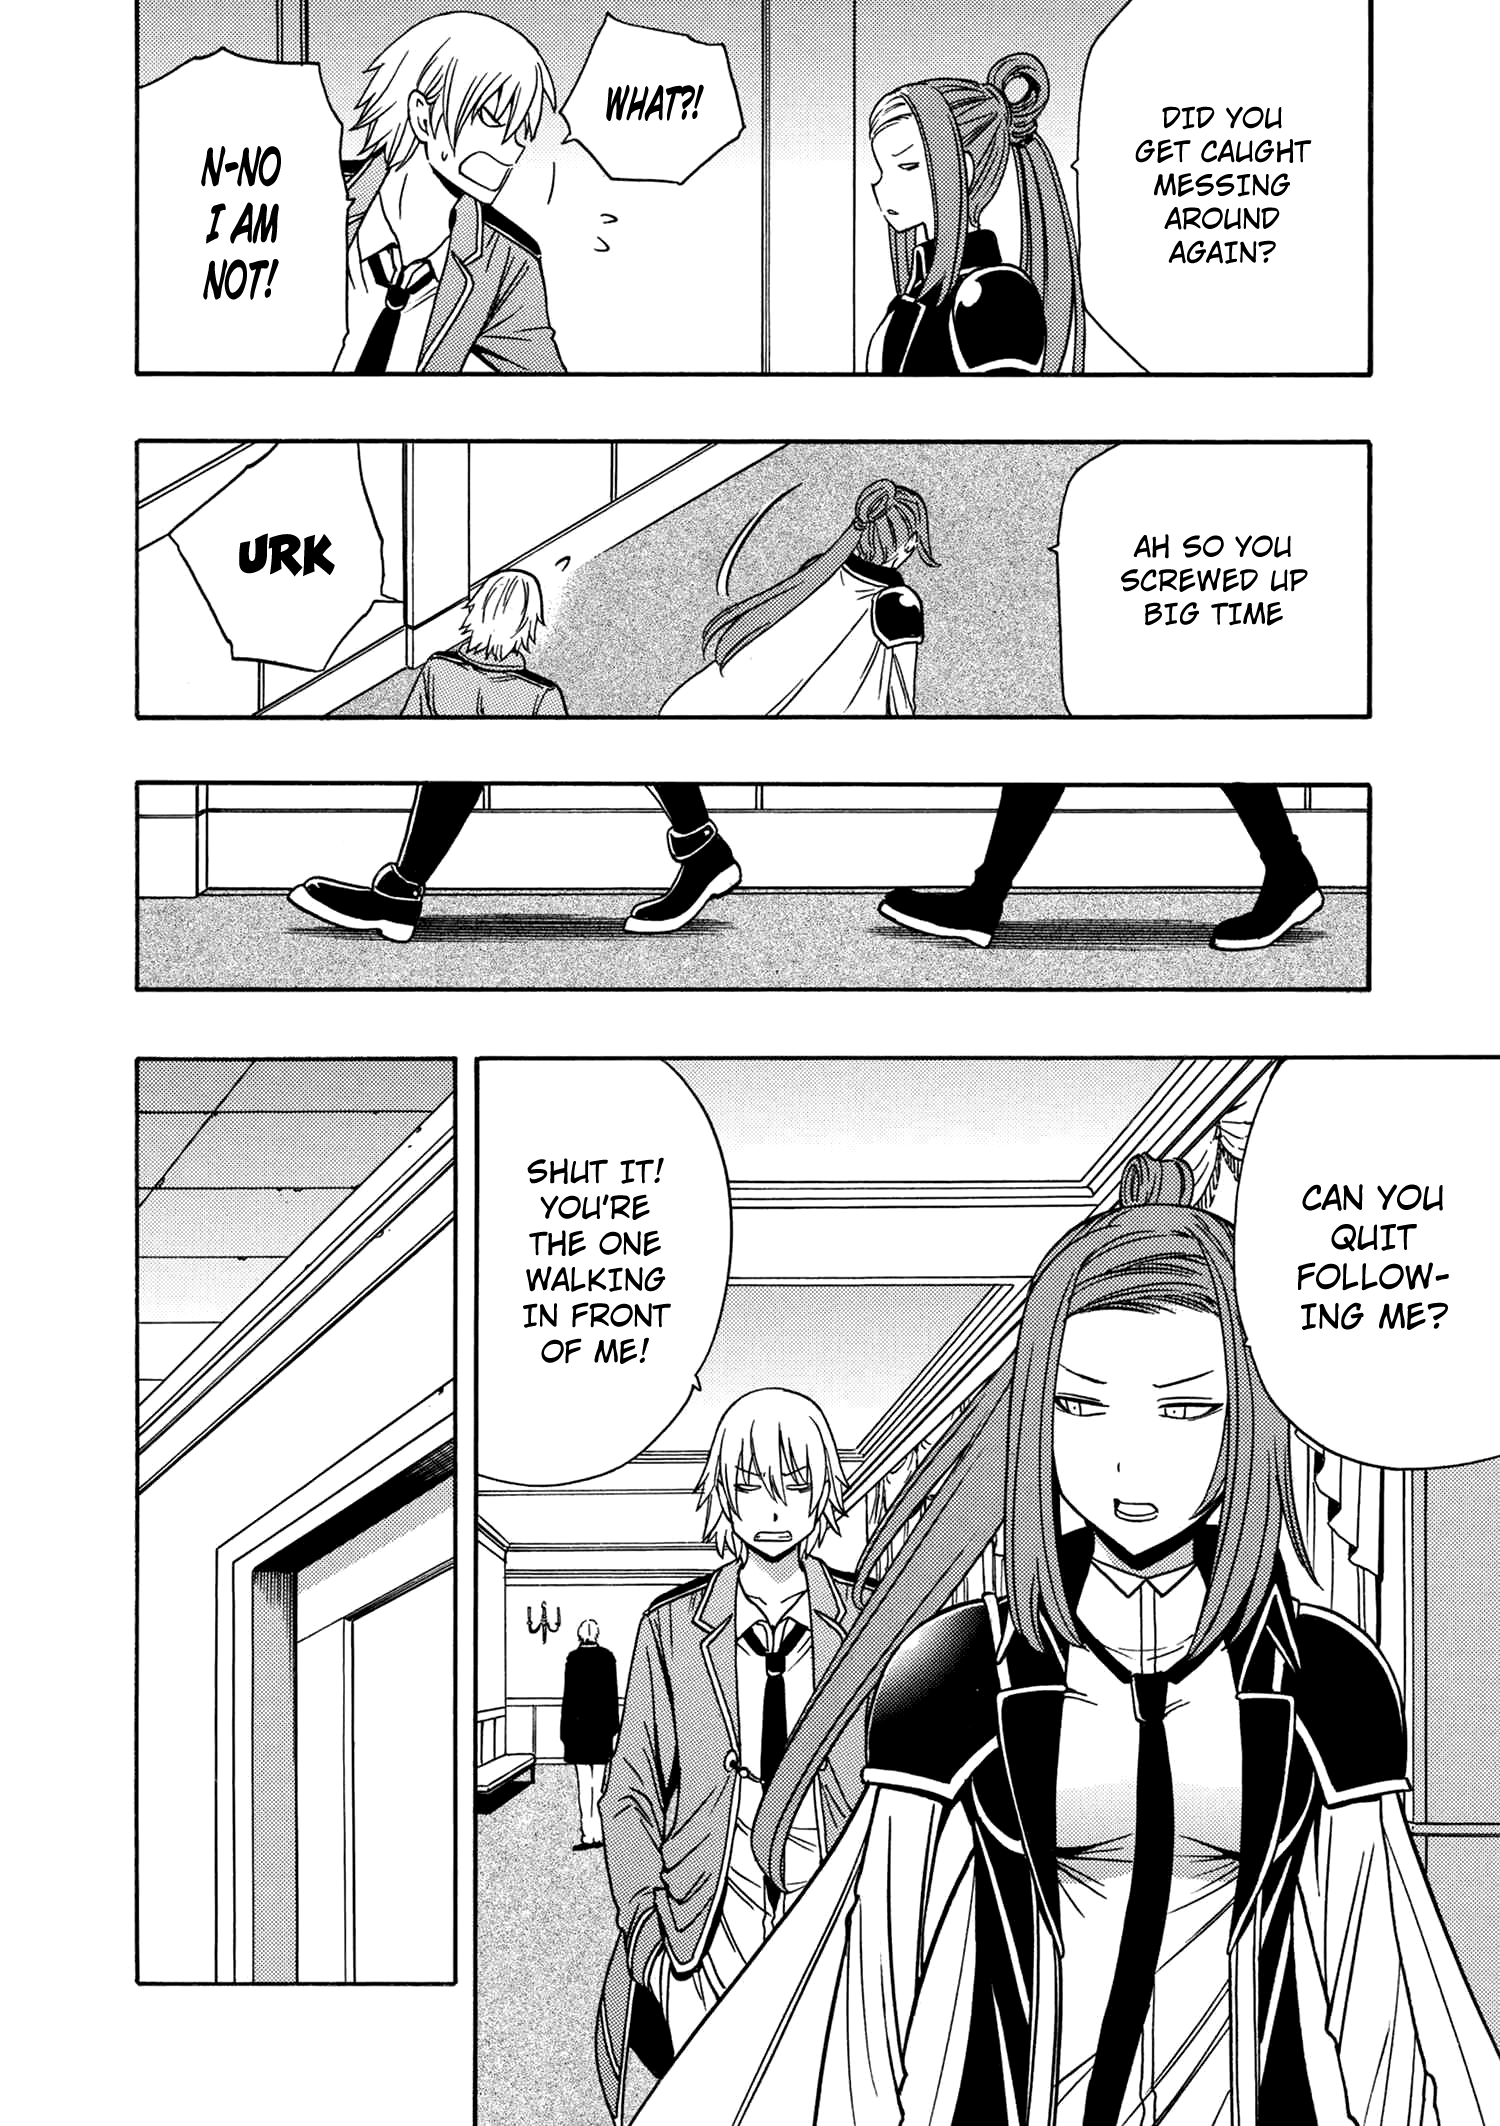 DID YOU
GET CAUGHT
MESSING
AROUND
AGAIN?
WHAT?!
N-NO
I AM
NOT!
AH SO YOU
SCREWED UP
BIG TIME
URK
CAN YOU
QUIT
FOLLOW-
ING ME?
SHUT IT!
YOU'RE
THE ONE
WALKING
IN FRONT
OF ME!